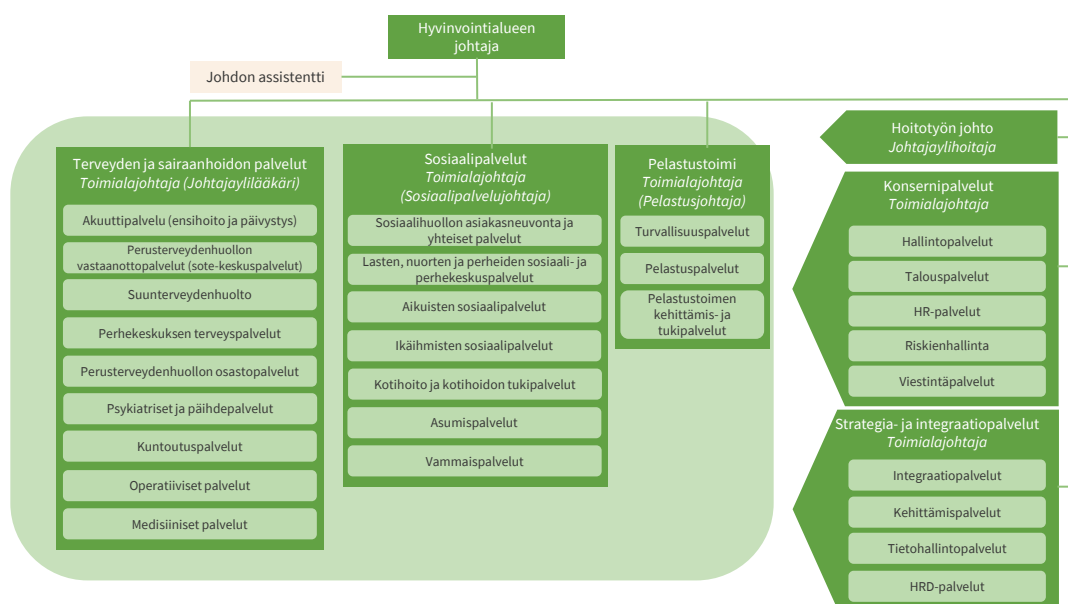 Hyvinvointialueen
johtaja
Johdon assistentti
Terveyden ja sairaanhoidon palvelut
Toimialajohtaja (Johtajaylilääkäri)
Akuuttipalvelu (ensihoito ja päivystys)
Perusterveydenhuollon
vastaanottopalvelut (sote-keskuspalvelut)
Suunterveydenhuolto
Perhekeskuksen terveyspalvelut
Perusterveydenhuollon osastopalvelut
Psykiatriset ja päihdepalvelut
Kuntoutuspalvelut
Operatiiviset palvelut
Medisiiniset palvelut
Sosiaalipalvelut
Toimialajohtaja
(Sosiaalipalvelujohtaja)
Sosiaalihuollon asiakasneuvonta ja
yhteiset palvelut
Lasten, nuorten ja perheiden sosiaali- ja
perhekeskuspalvelut
Aikuisten sosiaalipalvelut
Ikäihmisten sosiaalipalvelut
Kotihoito ja kotihoidon tukipalvelut
Asumispalvelut
Vammaispalvelut
Pelastustoimi
Toimialajohtaja
(Pelastusjohtaja)
Turvallisuuspalvelut
Pelastuspalvelut
Pelastustoimen
kehittämis- ja
tukipalvelut
Hoitotyön johto
Johtajaylihoitaja
Konsernipalvelut
Toimialajohtaja
Hallintopalvelut
Talouspalvelut
HR-palvelut
Riskienhallinta
Viestintäpalvelut
Strategia- ja integraatiopalvelut
Toimialajohtaja
Integraatiopalvelut
Kehittämispalvelut
Tietohallintopalvelut
HRD-palvelut